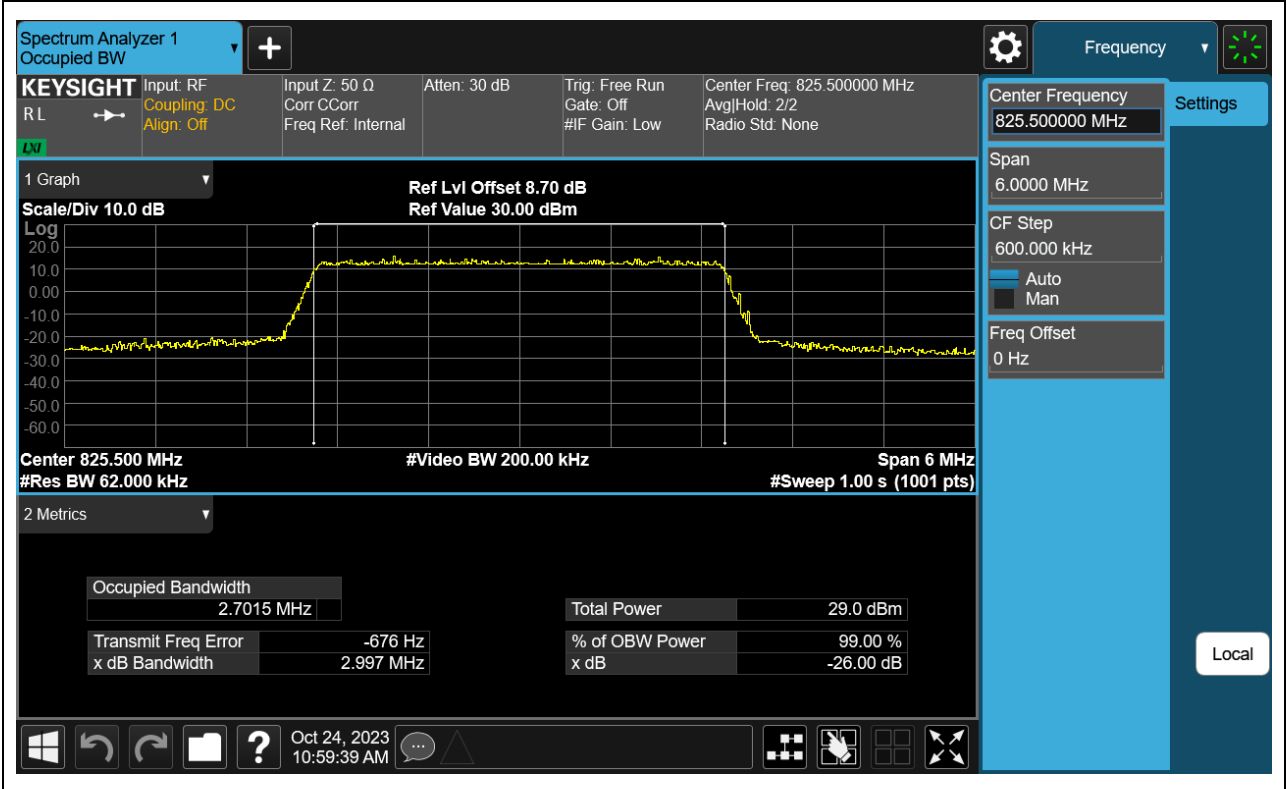 Spectrum Analyzer 1
Occupied BW
+
Frequency
KEYSIGHT
R L
LXI
Input: RF
Coupling: DC
Align: Off
Input Z: 50 Ω
Corr CCorr
Freq Ref: Internal
Atten: 30 dB
Trig: Free Run
Gate: Off
#IF Gain: Low
Center Freq: 825.500000 MHz
Avg|Hold: 2/2
Radio Std: None
Center Frequency
825.500000 MHz
Settings
Span
6.0000 MHz
CF Step
600.000 kHz
Auto
Man
Freq Offset
0 Hz
Local
1 Graph
Scale/Div 10.0 dB
Ref Lvl Offset 8.70 dB
Ref Value 30.00 dBm
Log
20.0
10.0
0.00
-10.0
-20.0
-30.0
-40.0
-50.0
-60.0
Center 825.500 MHz
#Video BW 200.00 kHz
Span 6 MHz
#Res BW 62.000 kHz
#Sweep 1.00 s (1001 pts)
2 Metrics
Occupied Bandwidth
2.7015 MHz
Total Power 29.0 dBm
Transmit Freq Error -676 Hz
% of OBW Power 99.00 %
x dB Bandwidth 2.997 MHz
x dB -26.00 dB
?
Oct 24, 2023
10:59:39 AM